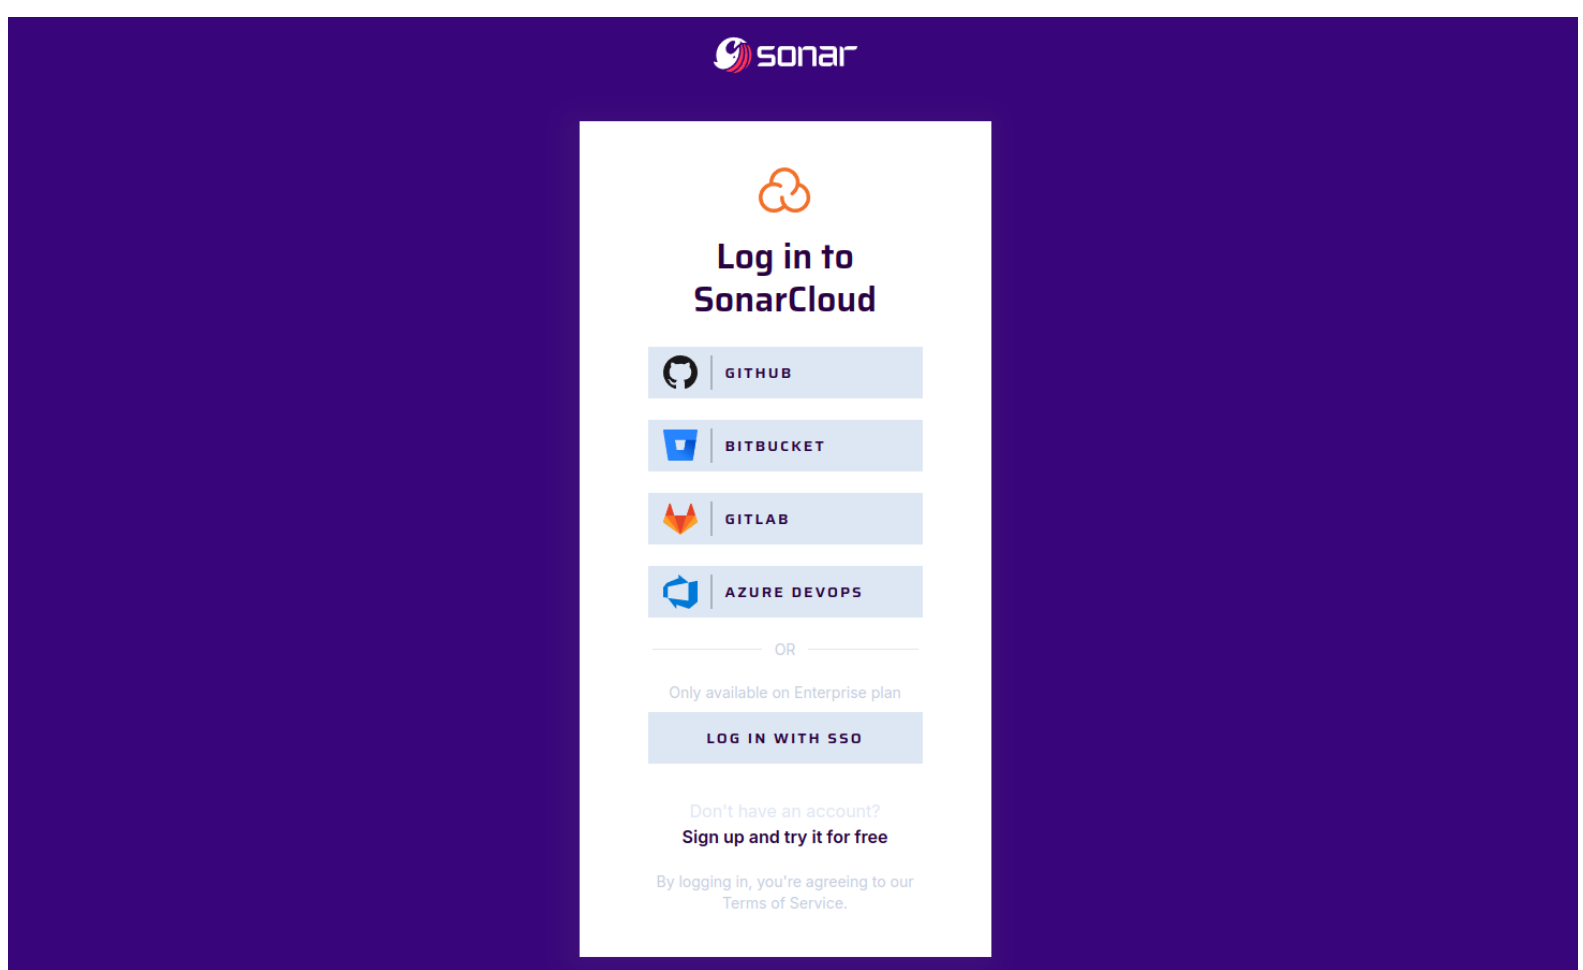 sonar
Log in to
SonarCloud
GITHUB
BITBUCKET
GITLAB
AZURE DEVOPS
OR
Only available on Enterprise plan
LOG IN WITH SSO
Don't have an account?
Sign up and try it for free
By logging in, you're agreeing to our
Terms of Service.